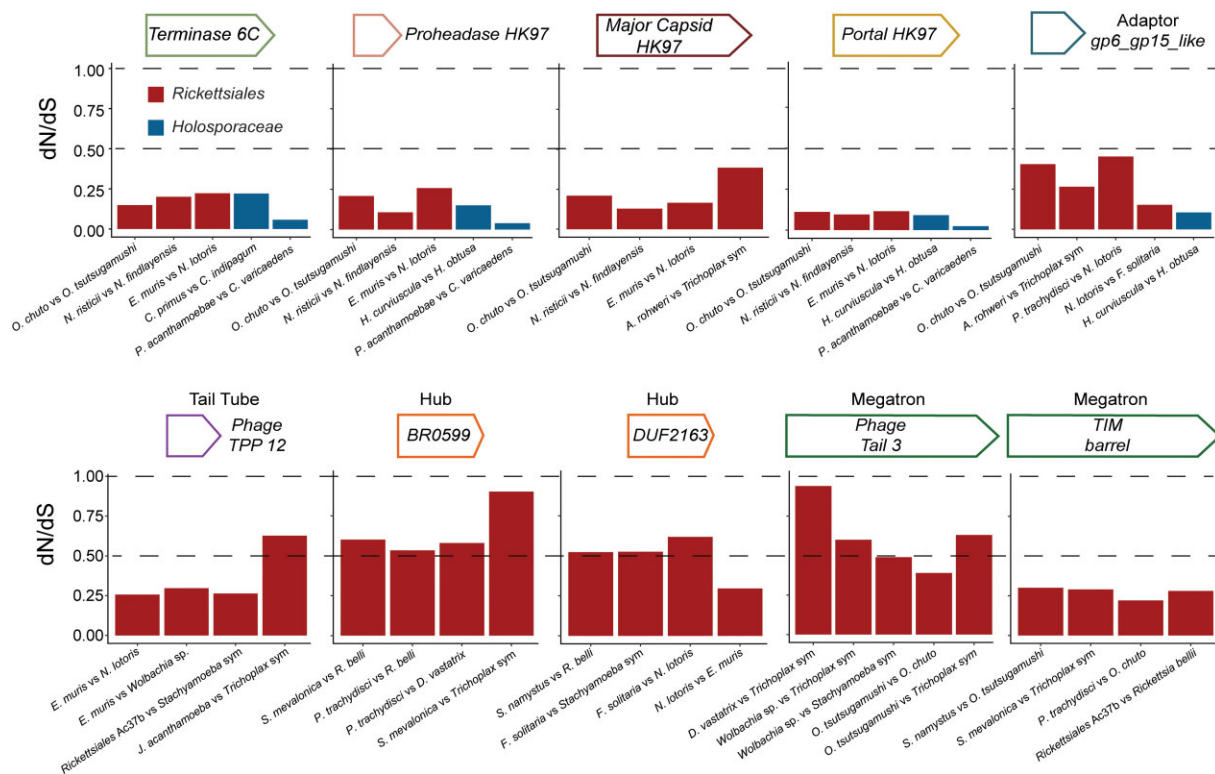 Terminase 6C
Proheadase HK97
Major Capsid
HK97
Portal HK97
Adaptor
gp6_gp15_like
dN/dS
1.00
0.75
0.50
0.25
0.00
Rickettsiales
Holosporaceae
O. chuto vs O. tsutsugamushi
N. risticii vs N. findlayensis
E. muris vs N. lotoris
C. primus vs C. indipagum
P. acanthamoebae vs C. varicaedens
O. chuto vs O. tsutsugamushi
N. risticii vs N. findlayensis
E. muris vs N. lotoris
H. curviuscula vs H. obtusa
P. acanthamoebae vs C. varicaedens
O. chuto vs O. tsutsugamushi
N. risticii vs N. findlayensis
E. muris vs N. lotoris
A. rohweri vs Trichoplax sym
O. chuto vs O. tsutsugamushi
N. risticii vs N. findlayensis
E. muris vs N. lotoris
H. curviuscula vs H. obtusa
P. acanthamoebae vs C. varicaedens
O. chuto vs O. tsutsugamushi
A. rohweri vs Trichoplax sym
P. trachydisci vs N. lotoris
N. lotoris vs F. solitaria
H. curviuscula vs H. obtusa
Tail Tube
Phage
TPP 12
Hub
BR0599
Hub
DUF2163
Megatron
Phage
Tail 3
Megatron
TIM
barrel
dN/dS
1.00
0.75
0.50
0.25
0.00
E. muris vs N. lotoris
E. muris vs Wolbachia sp.
Rickettsiales Ac37b vs Stachyamoeba sym
J. acanthamoeba vs Trichoplax sym
S. mevalonica vs R. belli
P. trachydisci vs R. belli
P. trachydisci vs D. vastatrix
S. mevalonica vs Trichoplax sym
S. namystus vs R. belli
F. solitaria vs Stachyamoeba sym
F. solitaria vs N. lotoris
N. lotoris vs E. muris
D. vastatrix vs Trichoplax sym
Wolbachia sp. vs Trichoplax sym
Wolbachia sp. vs Stachyamoeba sym
O. tsutsugamushi vs O. chuto
O. tsutsugamushi vs Trichoplax sym
S. namystus vs O. tsutsugamushi
S. mevalonica vs Trichoplax sym
P. trachydisci vs O. chuto
Rickettsiales Ac37b vs Rickettsia bellii